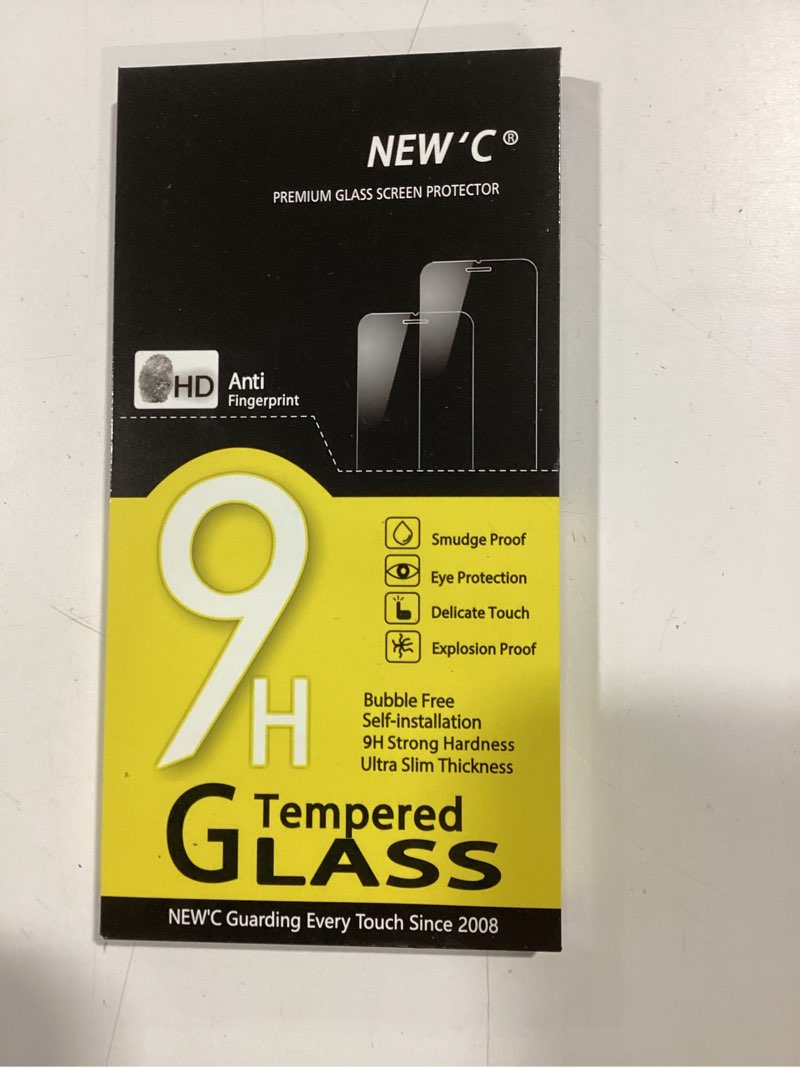 NEW'C®
PREMIUM GLASS SCREEN PROTECTOR
HD
Anti
Fingerprint
9H
Smudge Proof
Eye Protection
Delicate Touch
Explosion Proof
Bubble Free
Self-installation
9H Strong Hardness
Ultra Slim Thickness
Tempered
GLASS
NEW'C Guarding Every Touch Since 2008